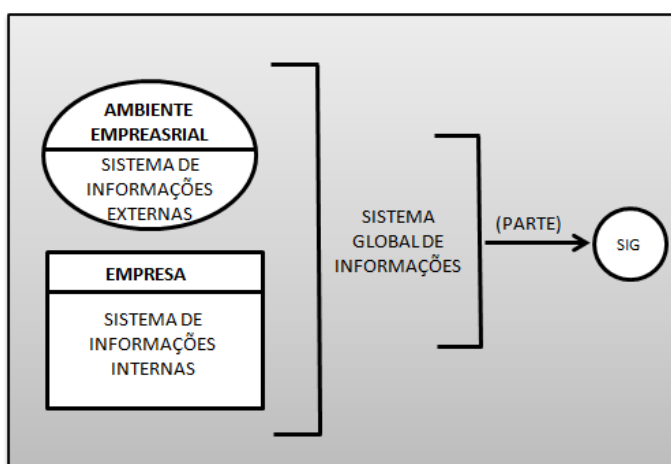 AMBIENTE
EMPREASRIAL
SISTEMA DE
INFORMAÇÕES
EXTERNAS
EMPRESA
SISTEMA DE
INFORMAÇÕES
INTERNAS
SISTEMA
GLOBAL DE
INFORMAÇÕES
(PARTE)
SIG